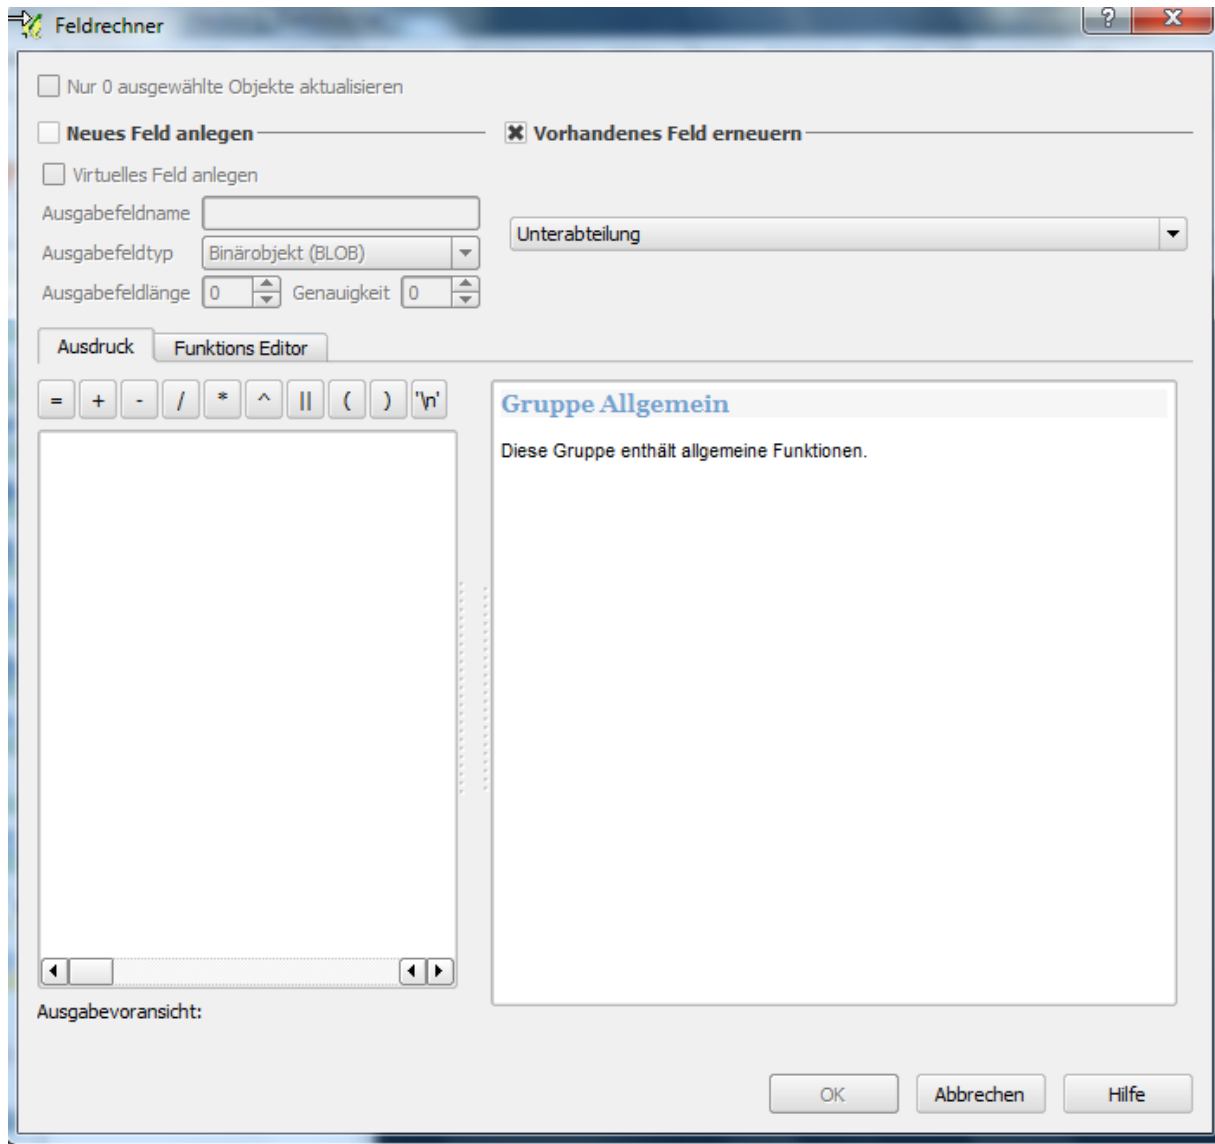 Feldrechner
?
X
Nur 0 ausgewählte Objekte aktualisieren
Neues Feld anlegen
Vorhandenes Feld erneuern
Virtuelles Feld anlegen
Ausgabefeldname
Unterabteilung
Ausgabefeldtyp Binärobjekt (BLOB)
Ausgabefeldlänge 0 Genauigkeit 0
Ausdruck Funktions Editor
= + - / * ^ || ( ) '\n'
Gruppe Allgemein
Diese Gruppe enthält allgemeine Funktionen.
Ausgabevoransicht:
OK Abbrechen Hilfe